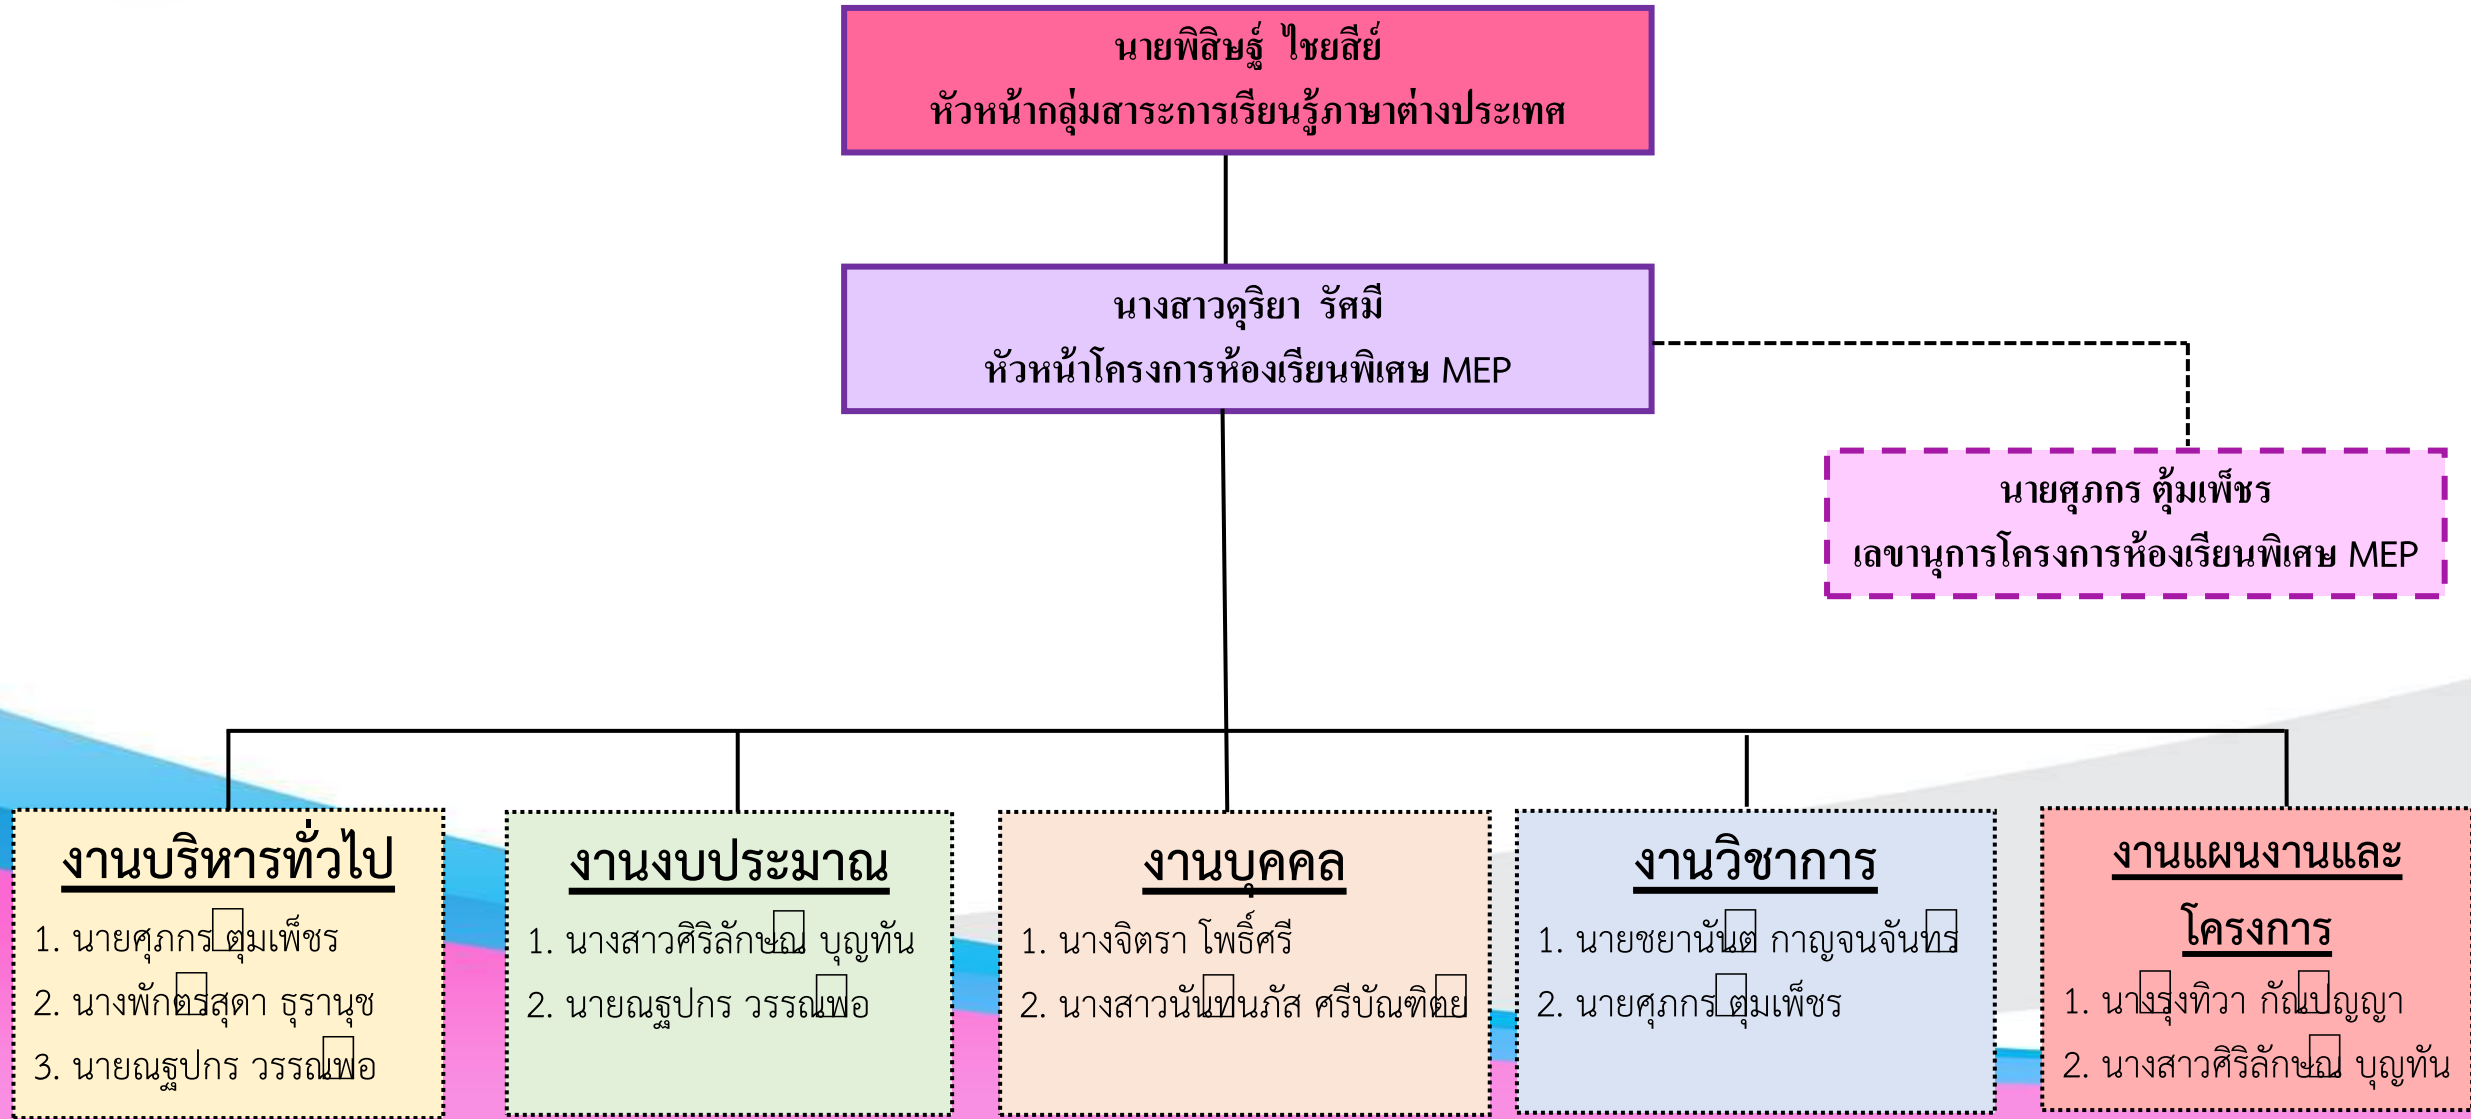 นายพิสิษฐ์ ไชยสีย์
หัวหน้ากลุ่มสาระการเรียนรู้ภาษาต่างประเทศ
นางสาวดุริยา รัศมี
หัวหน้าโครงการห้องเรียนพิเศษ MEP
นายศุภกร ตุ้มเพ็ชร
เลขานุการโครงการห้องเรียนพิเศษ MEP
งานบริหารทั่วไป
1. นายศุภกร ตุมเพ็ชร
2. นางพักตรสุดา ธุรานุช
3. นายณฐปกร วรรณพอ
งานงบประมาณ
1. นางสาวศิริลักษณ บุญทัน
2. นายณฐปกร วรรณพอ
งานบุคคล
1. นางจิตรา โพธิ์ศรี
2. นางสาวนันทนภัส ศรีบัณฑิตย
งานวิชาการ
1. นายชยานันต กาญจนจันทร
2. นายศุภกร ตุมเพ็ชร
งานแผนงานและ
โครงการ
1. นางรุงทิวา กัณปญญา
2. นางสาวศิริลักษณ บุญทัน